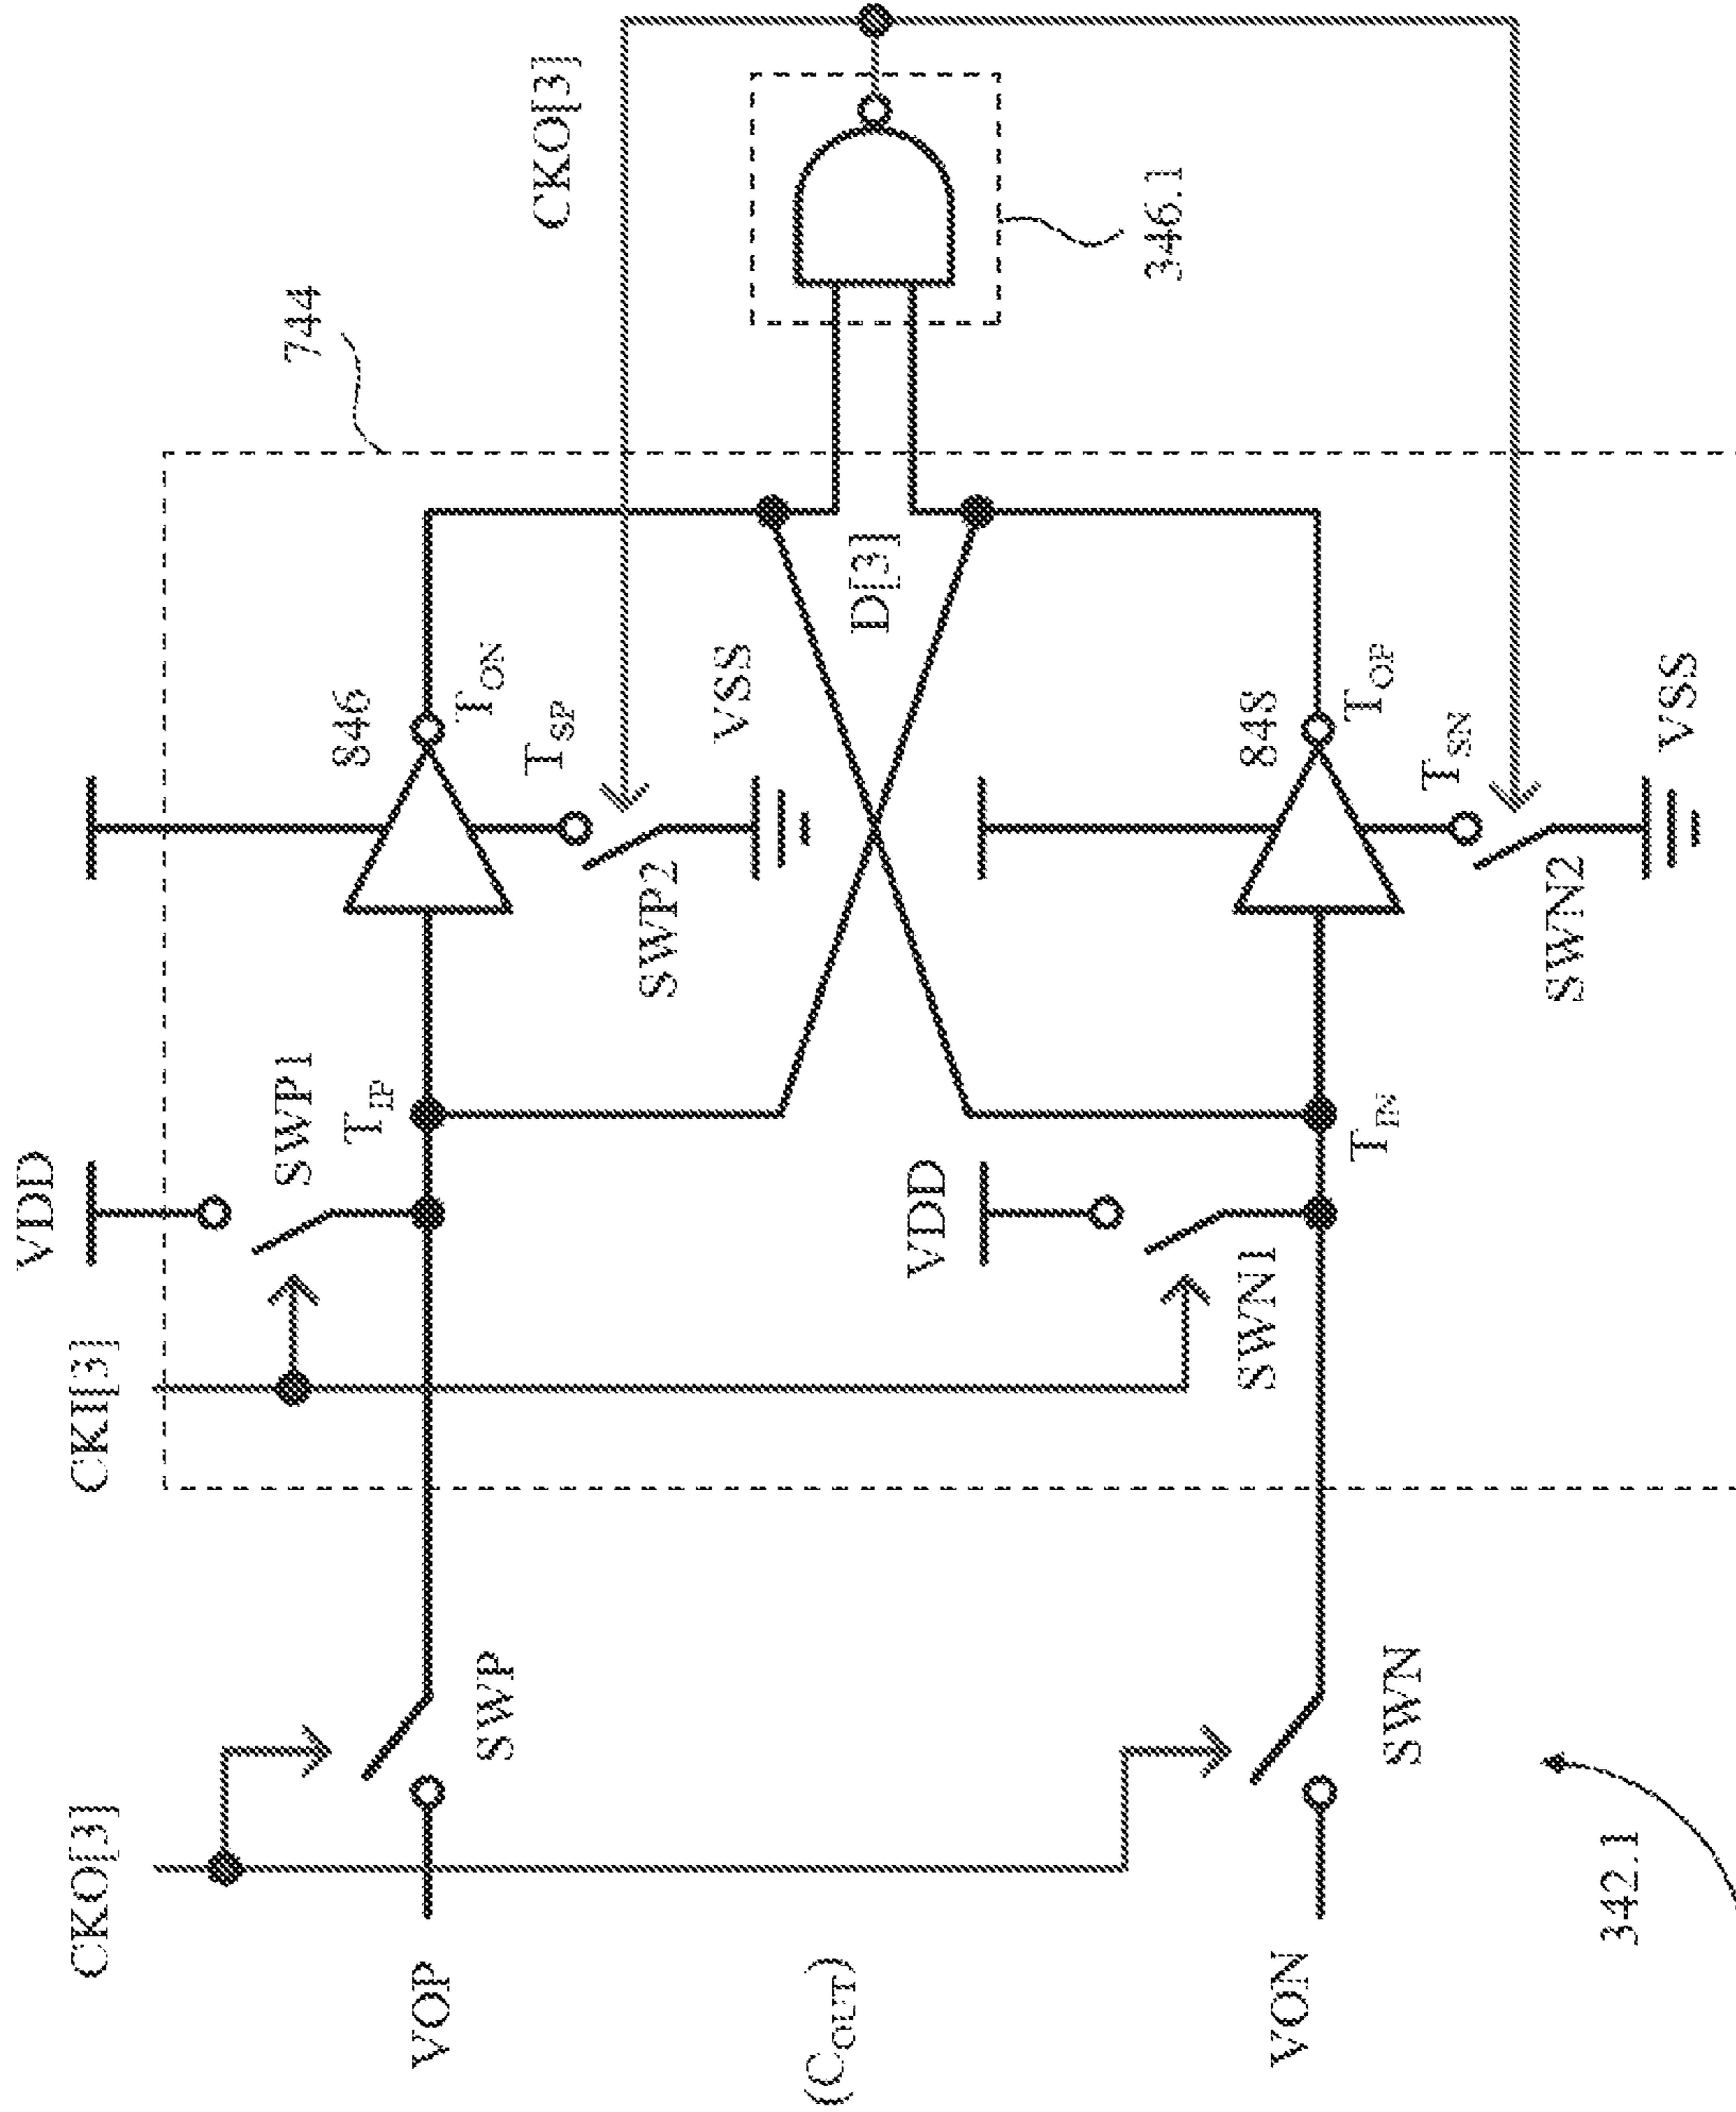 CKO[3]
CKI[3]
VDD
744
CKO[3]
VOP
SWP
SWP1
T_IP
846
T_ON
T_SP
SWP2
VSS
(C_OUT)
D[3]
346.1
VDD
SWN1
VON
SWN
T_IN
848
T_OP
T_SN
SWN2
VSS
342.1